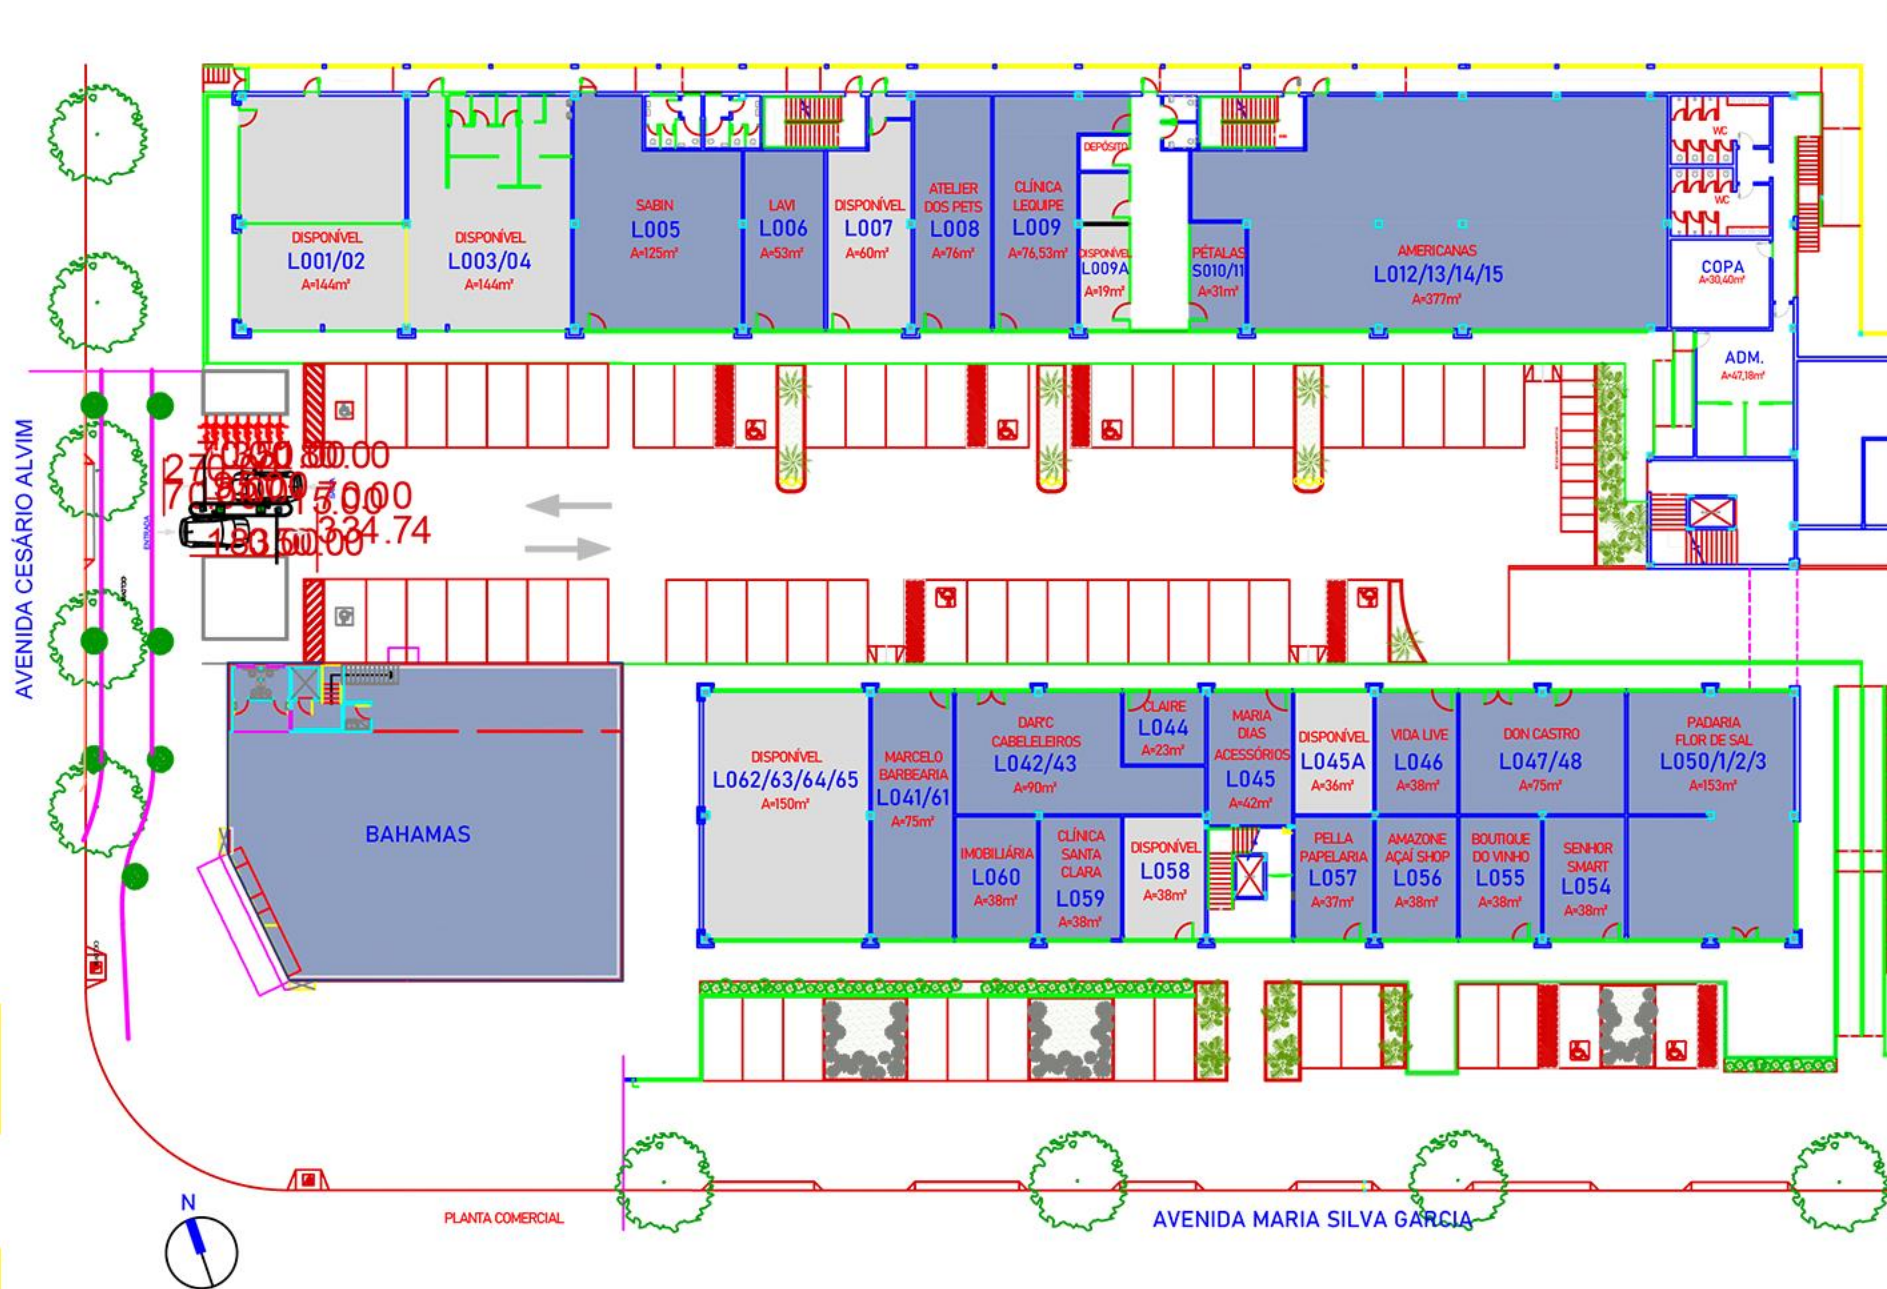 DISPONÍVEL
L001/02
A=144m²
DISPONÍVEL
L003/04
A=144m²
SABIN
L005
A=125m²
LAVI
L006
A=53m²
DISPONÍVEL
L007
A=60m²
ATELIER
DOS PETS
L008
A=76m²
CLÍNICA
LEQUIPE
L009
A=76,53m²
DEPÓSITO
DISPONÍVEL
L009A
A=19m²
PÉTALAS
S010/11
A=31m²
AMERICANAS
L012/13/14/15
A=377m²
WC
WC
COPA
A=30,40m²
ADM.
A=47,18m²
AVENIDA CESÁRIO ALVIM
ENTRADA
334.74
BAHAMAS
DISPONÍVEL
L062/63/64/65
A=150m²
MARCELO
BARBEARIA
L041/61
A=75m²
DAR'C
CABELELEIROS
L042/43
A=90m²
CLAIRE
L044
A=23m²
MARIA
DIAS
ACESSÓRIOS
L045
A=42m²
DISPONÍVEL
L045A
A=36m²
VIDA LIVE
L046
A=38m²
DON CASTRO
L047/48
A=75m²
PADARIA
FLOR DE SAL
L050/1/2/3
A=153m²
IMOBILIÁRIA
L060
A=38m²
CLÍNICA
SANTA
CLARA
L059
A=38m²
DISPONÍVEL
L058
A=38m²
PELLA
PAPELARIA
L057
A=37m²
AMAZONE
AÇAÍ SHOP
L056
A=38m²
BOUTIQUE
DO VINHO
L055
A=38m²
SENHOR
SMART
L054
A=38m²
N
PLANTA COMERCIAL
AVENIDA MARIA SILVA GARCIA